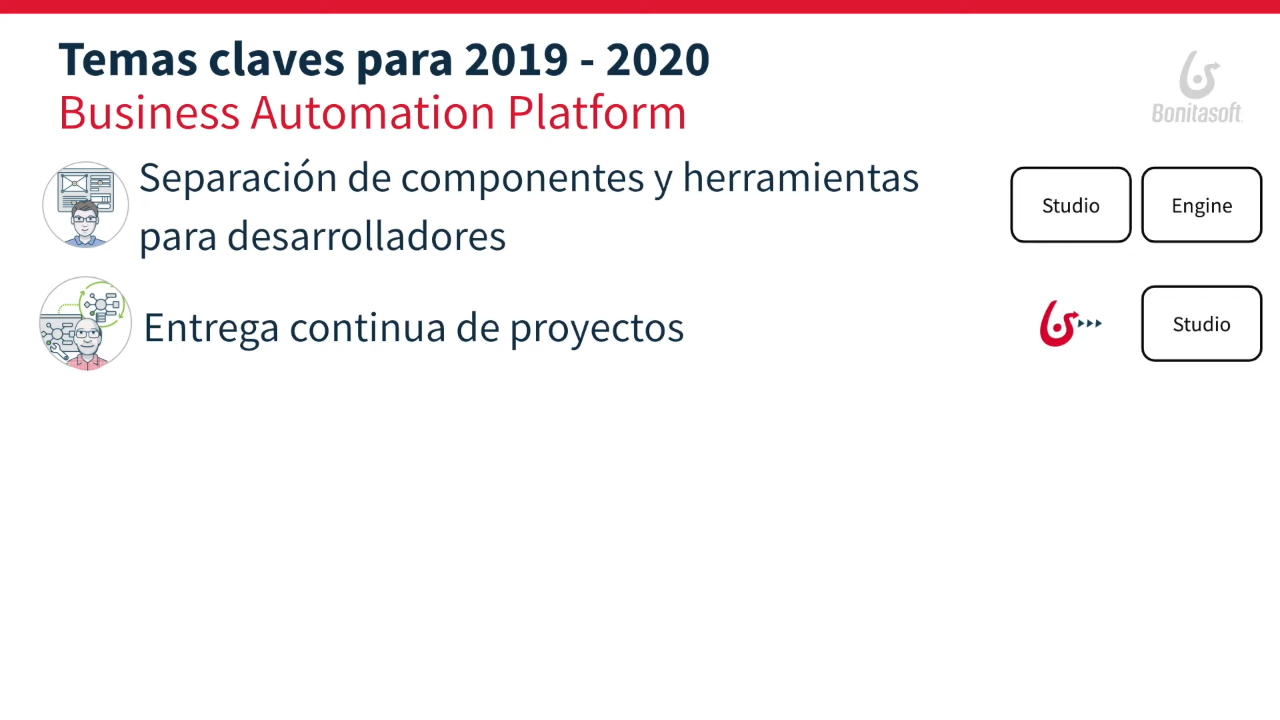 Temas claves para 2019 - 2020
Business Automation Platform
Bonitasoft
Separación de componentes y herramientas
para desarrolladores
Studio
Engine
Entrega continua de proyectos
Studio